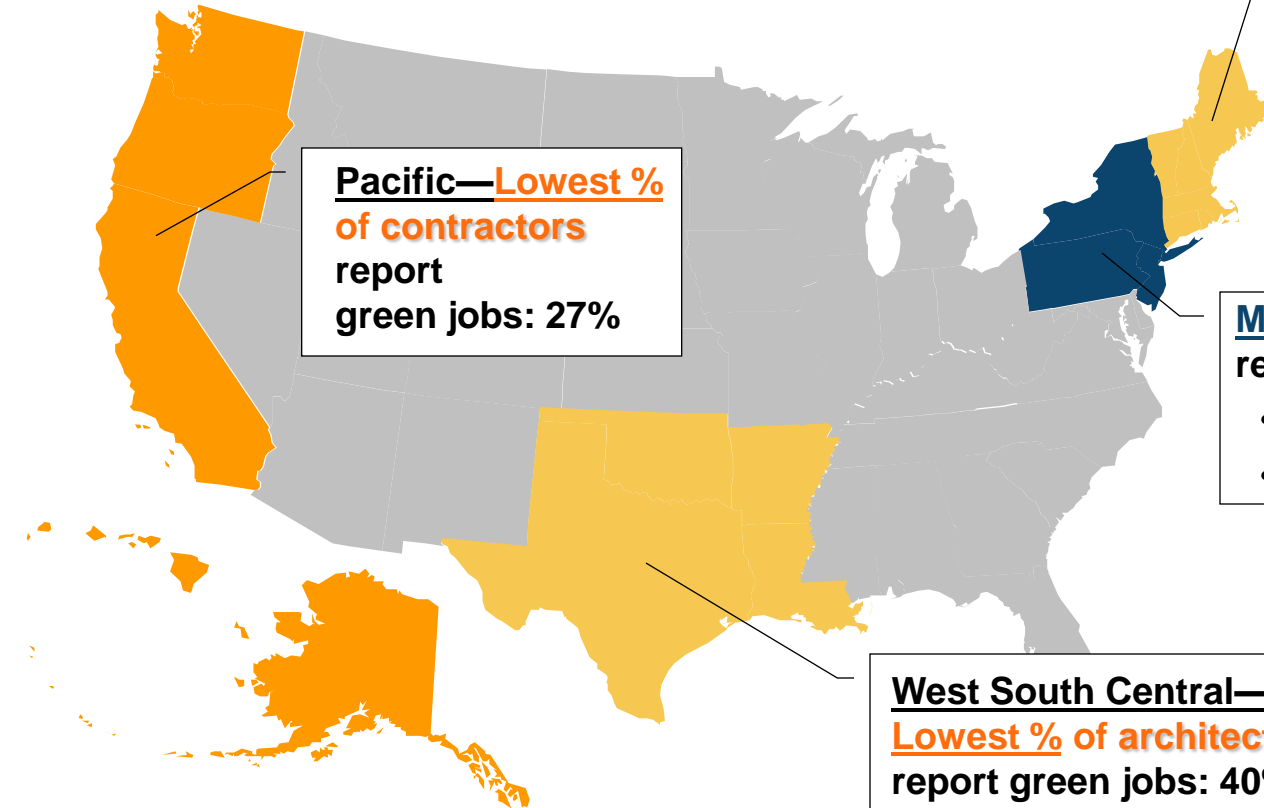 Pacific—Lowest %
of contractors
report
green jobs: 27%
West South Central—
Lowest % of
report green jobs: